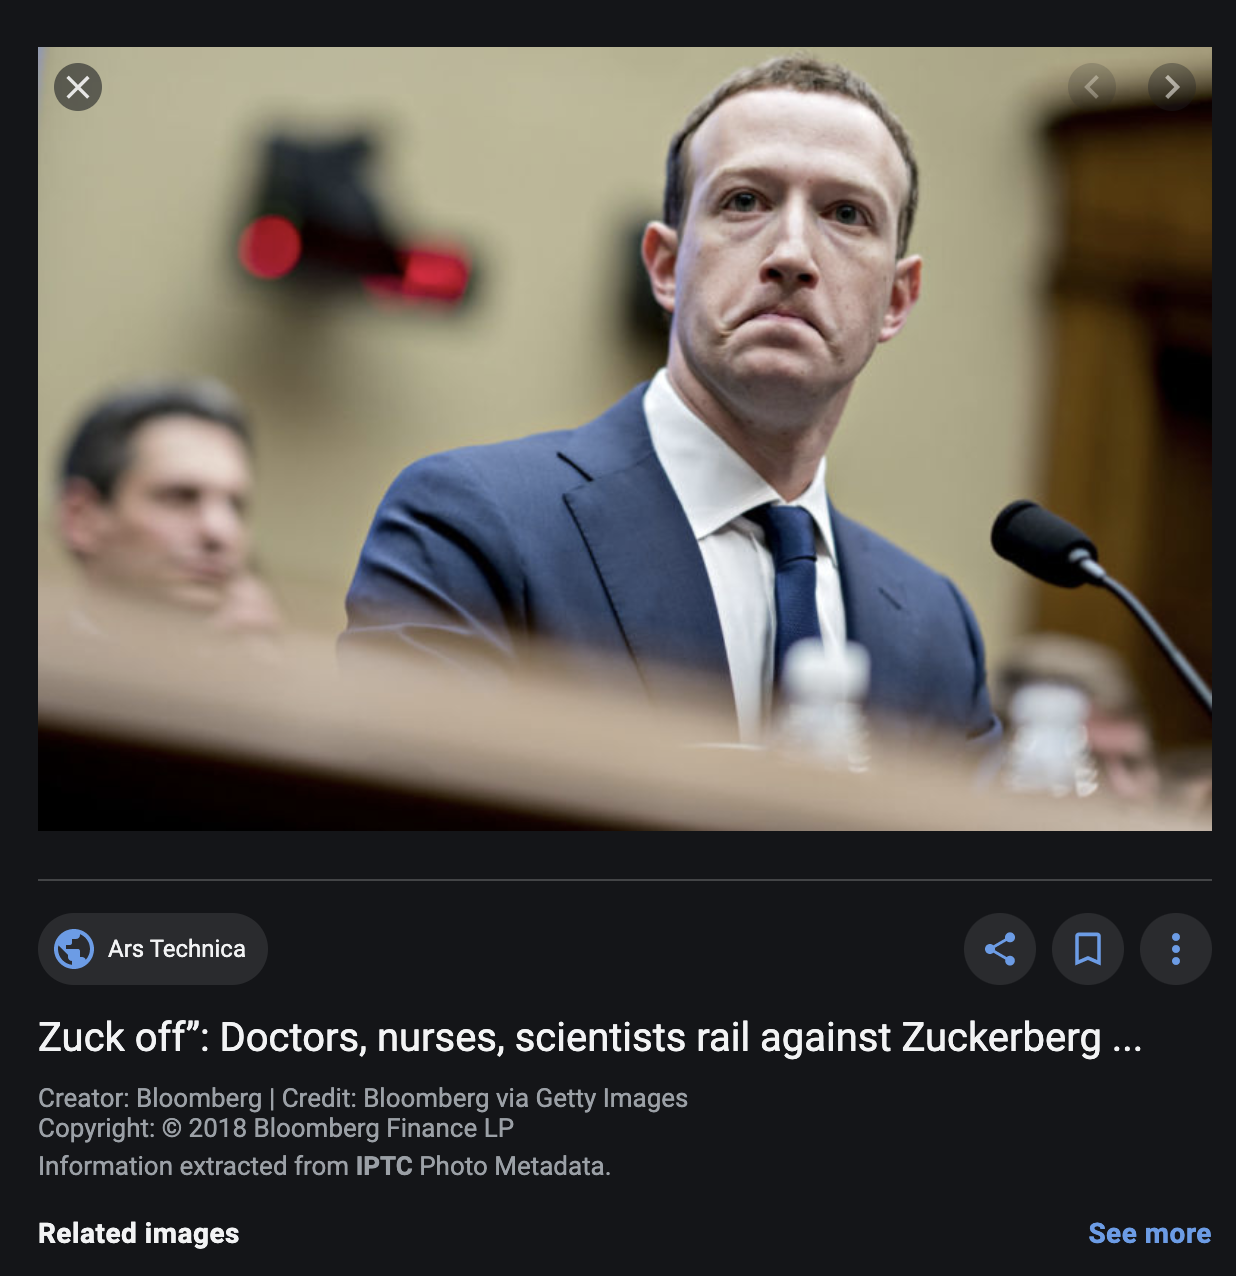 Ars Technica
Zuck off”: Doctors, nurses, scientists rail against Zuckerberg ...
Creator: Bloomberg | Credit: Bloomberg via Getty Images
Copyright: © 2018 Bloomberg Finance LP
Information extracted from IPTC Photo Metadata.
Related images
See more